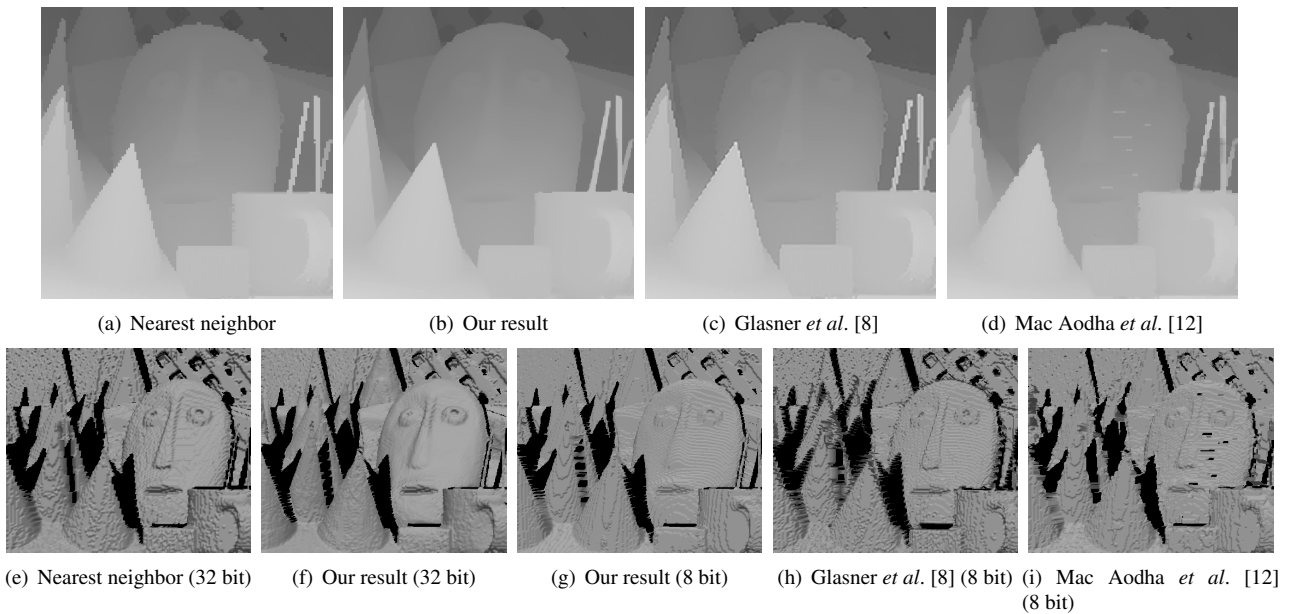 (a) Nearest neighbor
(b) Our result
(c) Glasner et al. [8]
(d) Mac Aodha et al. [12]
(e) Nearest neighbor (32 bit)
(f) Our result (32 bit)
(g) Our result (8 bit)
(h) Glasner et al. [8] (8 bit)
(i) Mac Aodha et al. [12]
(8 bit)